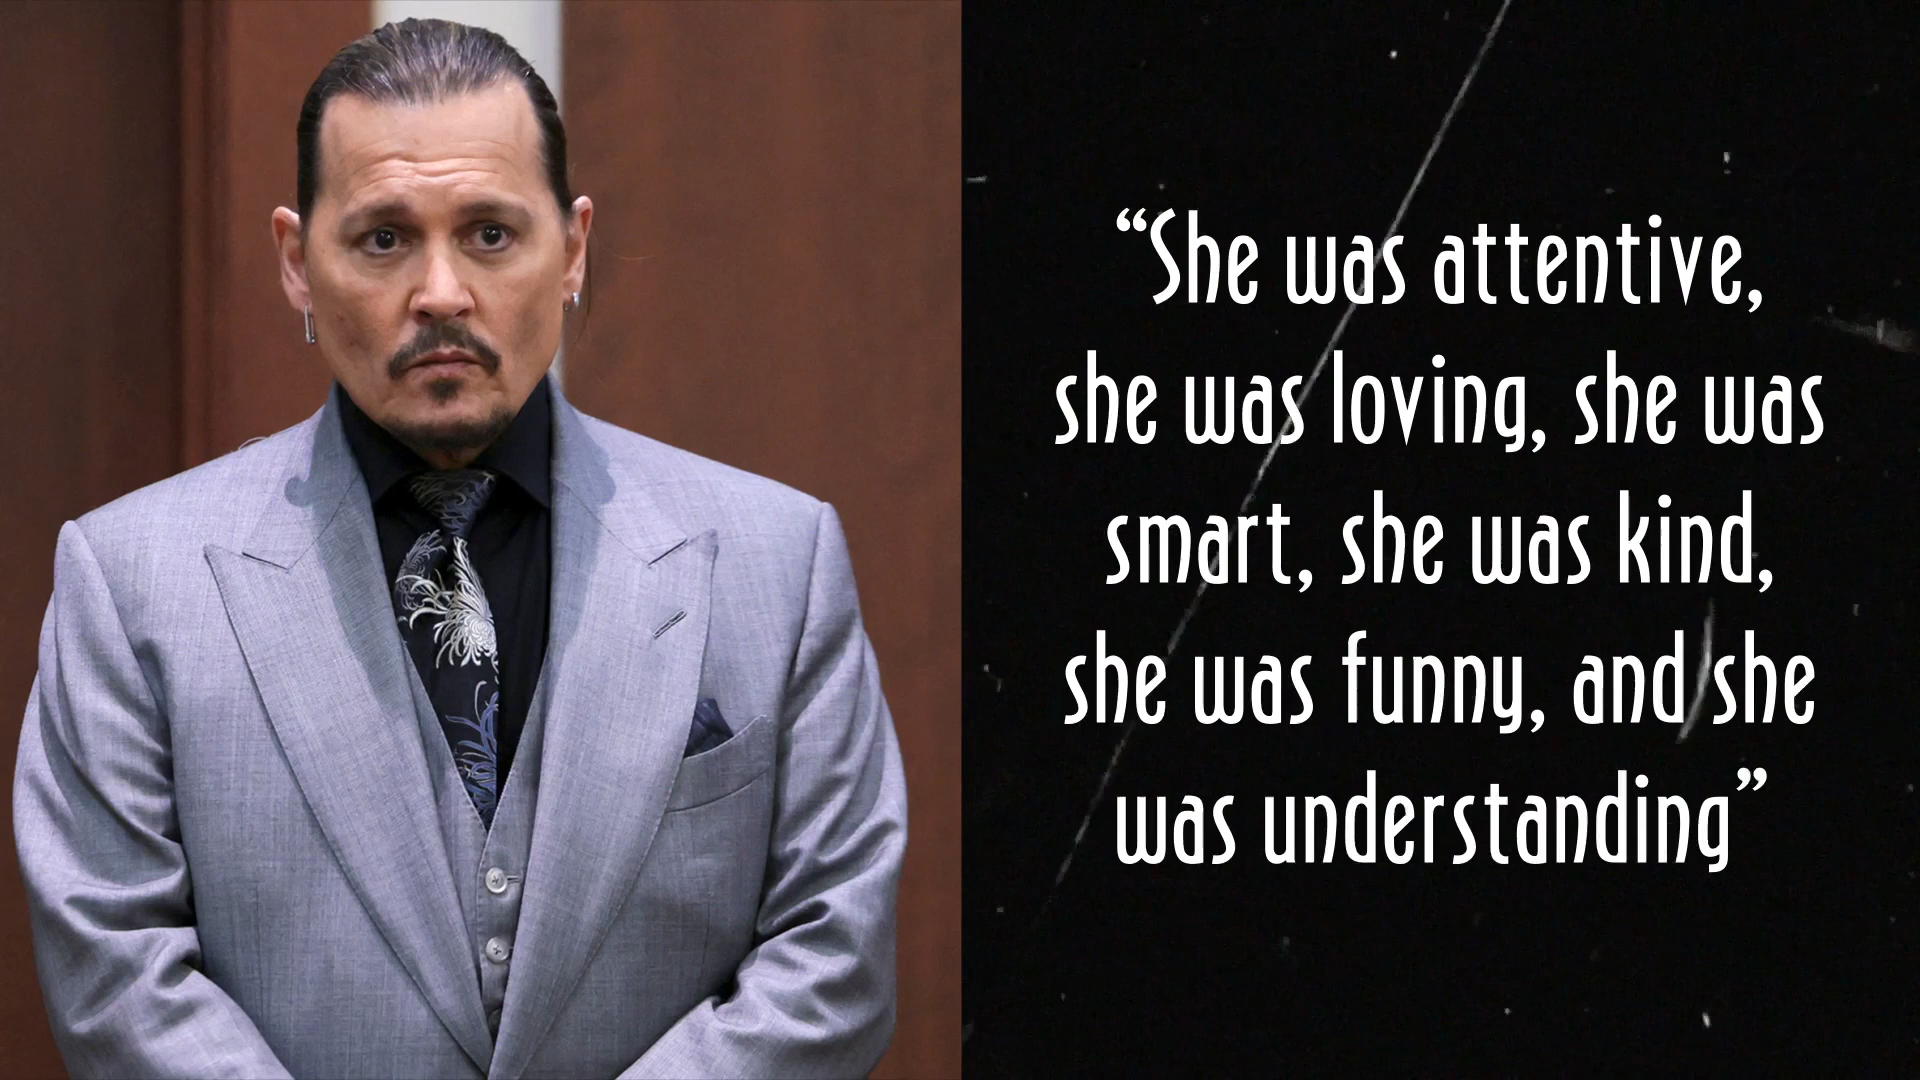 “She was attentive,
she was loving, she was
smart, she was kind,
she was funny, and she
was understanding”